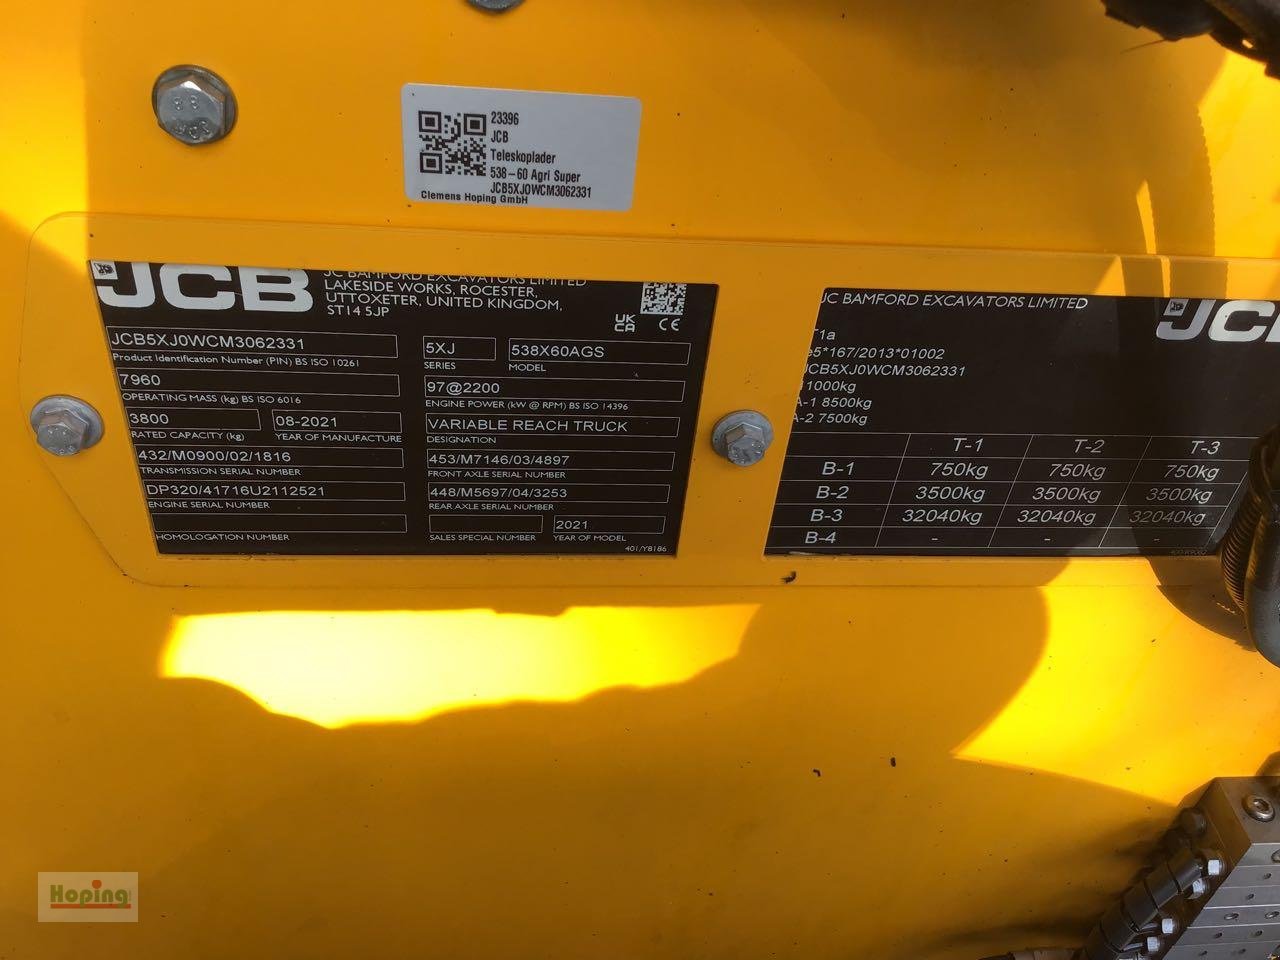 88
23396
JCB
Teleskoplader
538-60 Agri Super
JCB5XJ0WCM3062331
Clemens Hoping GmbH
JCB
JC BAMFORD EXCAVATORS LIMITED
LAKESIDE WORKS, ROCESTER,
UTTOXETER, UNITED KINGDOM,
ST14 5JP
UK
CA CE
JCB5XJ0WCM3062331
Product Identification Number (PIN) BS ISO 10261
5XJ
SERIES
538X60AGS
MODEL
7960
OPERATING MASS (kg) BS ISO 6016
97@2200
ENGINE POWER (kW @ RPM) BS ISO 14396
3800
RATED CAPACITY (kg)
08-2021
YEAR OF MANUFACTURE
VARIABLE REACH TRUCK
DESIGNATION
432/M0900/02/1816
TRANSMISSION SERIAL NUMBER
453/M7146/03/4897
FRONT AXLE SERIAL NUMBER
DP320/41716U2112521
ENGINE SERIAL NUMBER
448/M5697/04/3253
REAR AXLE SERIAL NUMBER
HOMOLOGATION NUMBER
SALES SPECIAL NUMBER
2021
YEAR OF MODEL
401/Y8186
JC BAMFORD EXCAVATORS LIMITED
JC
T1a
e5*167/2013*01002
JCB5XJ0WCM3062331
11000kg
A-1 8500kg
A-2 7500kg
T-1 T-2 T-3
B-1 750kg 750kg 750kg
B-2 3500kg 3500kg 3500kg
B-3 32040kg 32040kg 32040kg
B-4 - - -
Hoping